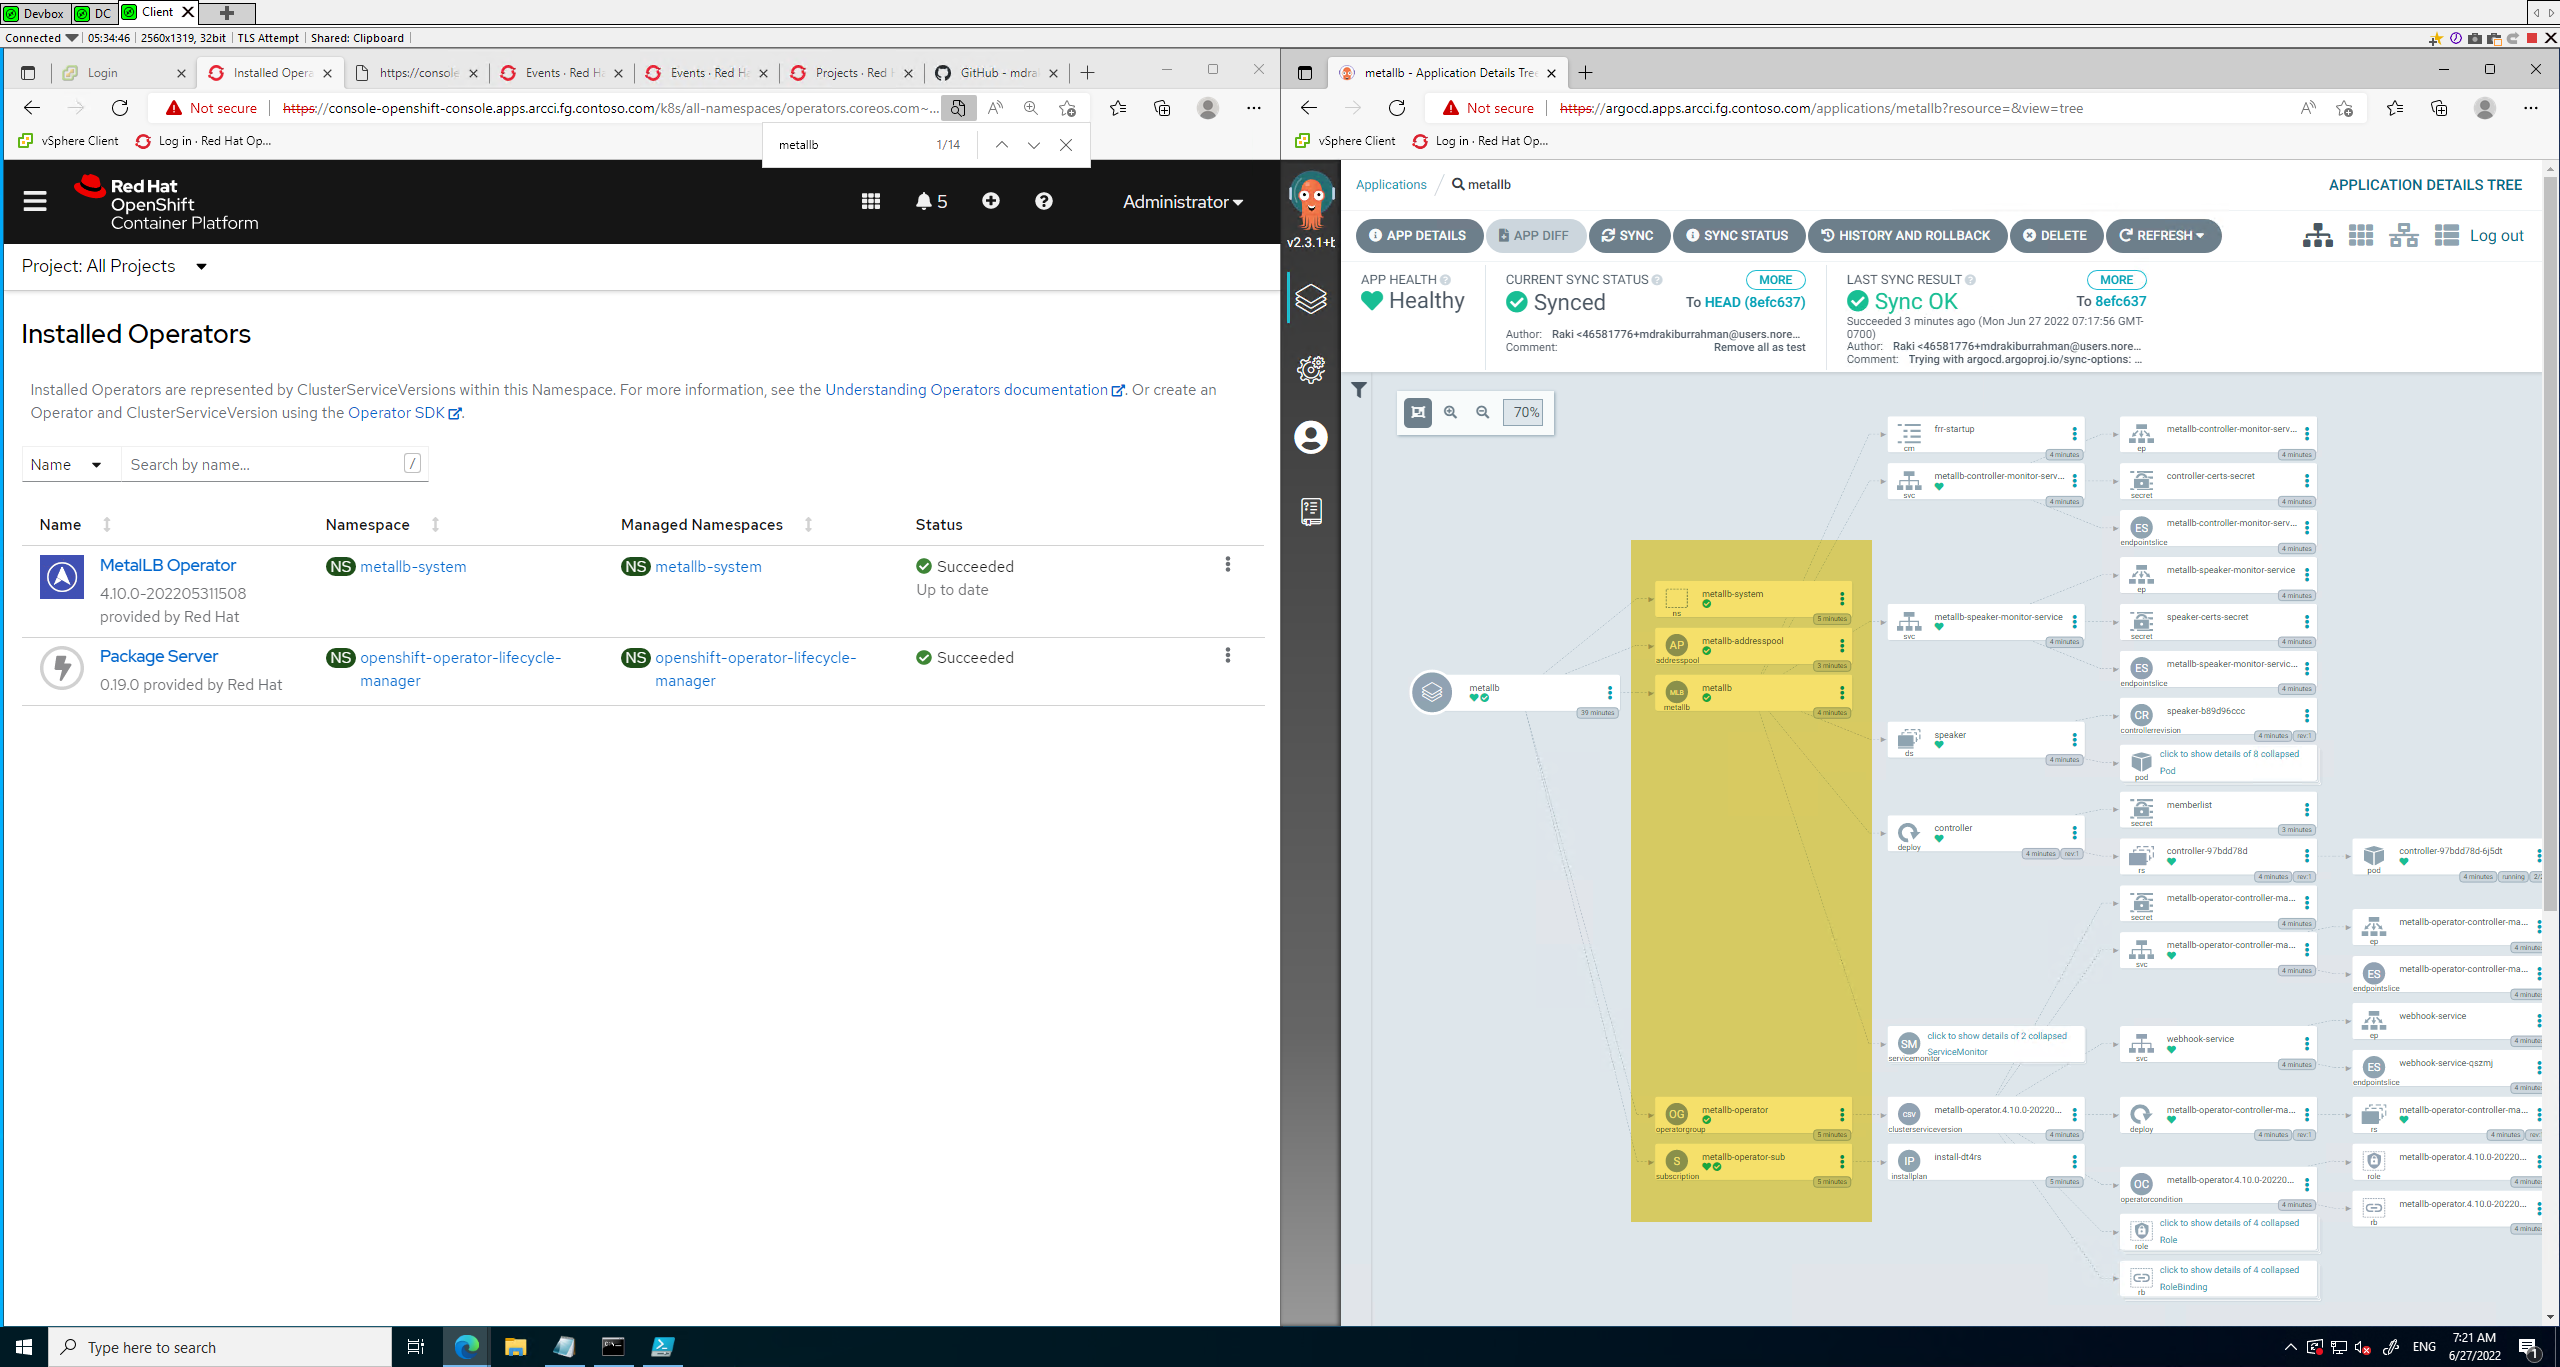 Devbox DC Client
Connected 05:34:46 2560x1319, 32bit TLS Attempt Shared: Clipboard
Login Installed Opera https://console Events · Red Ha Events · Red Ha Projects · Red H GitHub - mdra
Not secure https://console-openshift-console.apps.arcci.fg.contoso.com/k8s/all-namespaces/operators.coreos.com~...
vSphere Client Log in · Red Hat Op...
metallb 1/14
Red Hat
OpenShift
Container Platform
5
Administrator
Project: All Projects
Installed Operators
Installed Operators are represented by ClusterServiceVersions within this Namespace. For more information, see the Understanding Operators documentation. Or create an
Operator and ClusterServiceVersion using the Operator SDK.
Name Search by name... /
Name Namespace Managed Namespaces Status
MetalLB Operator
4.10.0-202205311508
provided by Red Hat
NS metallb-system
NS metallb-system
Succeeded
Up to date
Package Server
0.19.0 provided by Red Hat
NS openshift-operator-lifecycle-
manager
NS openshift-operator-lifecycle-
manager
Succeeded
metallb - Application Details Tree
Not secure https://argocd.apps.arcci.fg.contoso.com/applications/metallb?resource=&view=tree
vSphere Client Log in · Red Hat Op...
v2.3.1+b
Applications / metallb
APPLICATION DETAILS TREE
APP DETAILS APP DIFF SYNC SYNC STATUS HISTORY AND ROLLBACK DELETE REFRESH Log out
APP HEALTH
Healthy
CURRENT SYNC STATUS MORE
Synced To HEAD (8efc637)
Author: Raki <46581776+mdrakiburrahman@users.nore...
Comment: Remove all as test
LAST SYNC RESULT MORE
Sync OK To 8efc637
Succeeded 3 minutes ago (Mon Jun 27 2022 07:17:56 GMT-
0700)
Author: Raki <46581776+mdrakiburrahman@users.nore...
Comment: Trying with argocd.argoproj.io/sync-options: ...
70%
metallb
39 minutes
metallb-system
ns
5 minutes
AP metallb-addresspool
addresspool
3 minutes
MLB metallb
metallb
4 minutes
OG metallb-operator
operatorgroup
5 minutes
S metallb-operator-sub
subscription
5 minutes
frr-startup
cm
4 minutes
metallb-controller-monitor-serv...
svc
4 minutes
metallb-speaker-monitor-service
svc
4 minutes
speaker
ds
4 minutes
controller
deploy
4 minutes rev:1
SM click to show details of 2 collapsed
ServiceMonitor
servicemonitor
CSV metallb-operator.4.10.0-20220...
clusterserviceversion
4 minutes
IP install-dt4rs
installplan
5 minutes
metallb-controller-monitor-serv...
ep
4 minutes
controller-certs-secret
secret
4 minutes
ES metallb-controller-monitor-serv...
endpointslice
4 minutes
metallb-speaker-monitor-service
ep
4 minutes
speaker-certs-secret
secret
4 minutes
ES metallb-speaker-monitor-servic...
endpointslice
4 minutes
CR speaker-b89d96ccc
controllerrevision
4 minutes rev:1
click to show details of 8 collapsed
Pod
pod
memberlist
secret
3 minutes
controller-97bdd78d
rs
4 minutes rev:1
metallb-operator-controller-ma...
secret
4 minutes
metallb-operator-controller-ma...
svc
4 minutes
webhook-service
svc
4 minutes
metallb-operator-controller-ma...
deploy
4 minutes rev:1
OC metallb-operator.4.10.0-20220...
operatorcondition
4 minutes
click to show details of 4 collapsed
Role
role
click to show details of 4 collapsed
RoleBinding
rb
controller-97bdd78d-6j5dt
pod
4 minutes running 2/
metallb-operator-controller-ma...
ep
4 minute
ES metallb-operator-controller-ma...
endpointslice
4 minute
webhook-service
ep
4 minute
ES webhook-service-qszmj
endpointslice
4 minute
metallb-operator-controller-ma...
rs
4 minutes rev:
metallb-operator.4.10.0-20220...
role
4 minute
metallb-operator.4.10.0-20220...
rb
4 minute
Type here to search
ENG
7:21 AM
6/27/2022
1